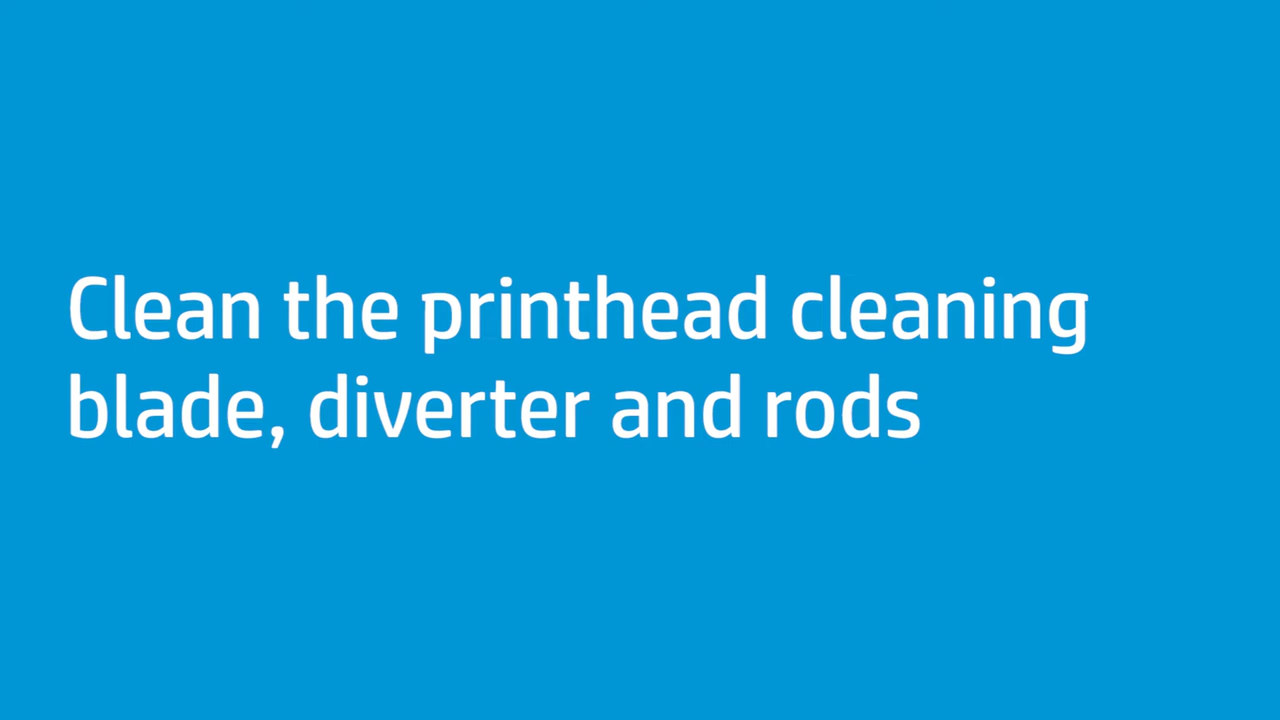 Clean the printhead cleaning
blade, diverter and rods